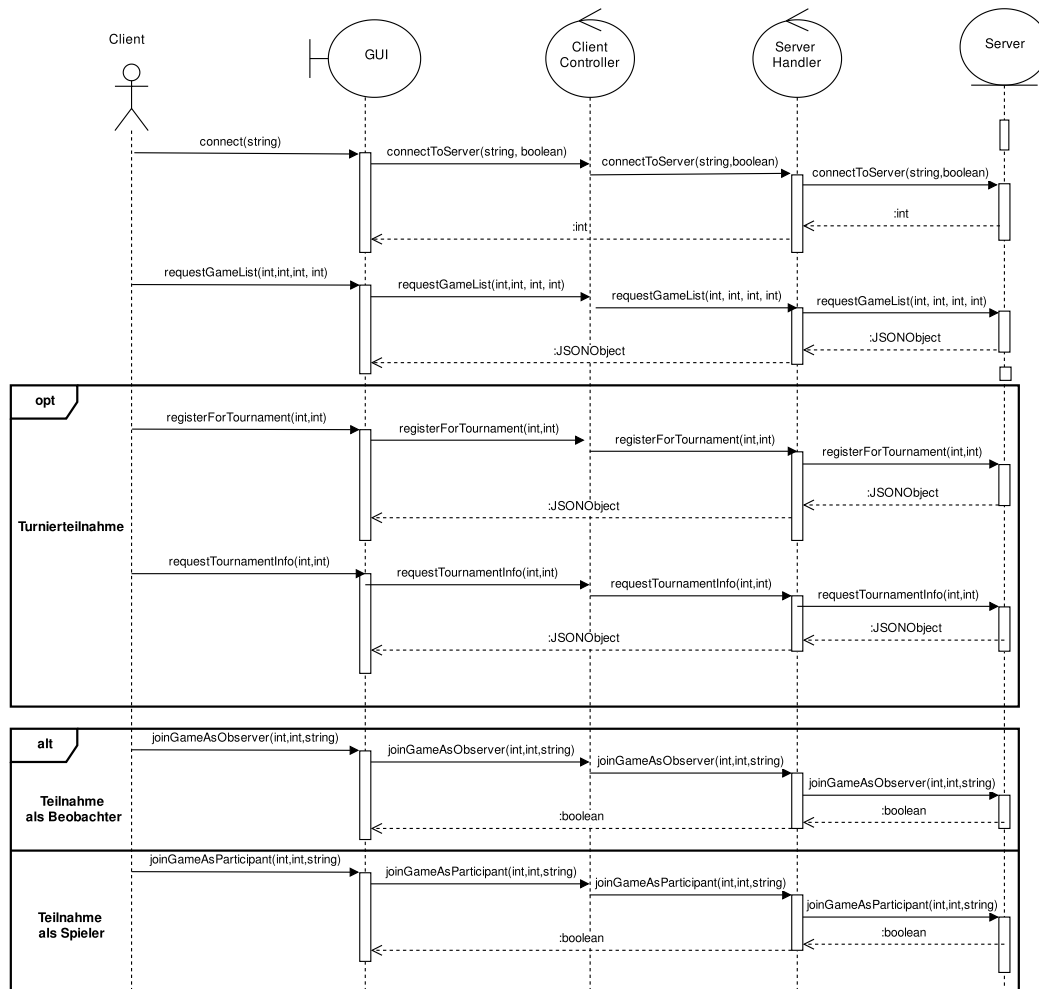 Client
GUI
Client
Controller
Server
Handler
Server
connect(string)
connectToServer(string, boolean)
connectToServer(string,boolean)
connectToServer(string,boolean)
:int
:int
requestGameList(int,int,int, int)
requestGameList(int,int, int, int)
requestGameList(int, int, int, int)
requestGameList(int, int, int, int)
:JSONObject
:JSONObject
opt
registerForTournament(int,int)
registerForTournament(int,int)
registerForTournament(int,int)
registerForTournament(int,int)
:JSONObject
:JSONObject
Turnierteilnahme
requestTournamentInfo(int,int)
requestTournamentInfo(int,int)
requestTournamentInfo(int,int)
requestTournamentInfo(int,int)
:JSONObject
:JSONObject
alt
joinGameAsObserver(int,int,string)
joinGameAsObserver(int,int,string)
joinGameAsObserver(int,int,string)
joinGameAsObserver(int,int,string)
Teilnahme
als Beobachter
:boolean
:boolean
joinGameAsParticipant(int,int,string)
joinGameAsParticipant(int,int,string)
joinGameAsParticipant(int,int,string)
joinGameAsParticipant(int,int,string)
Teilnahme
als Spieler
:boolean
:boolean